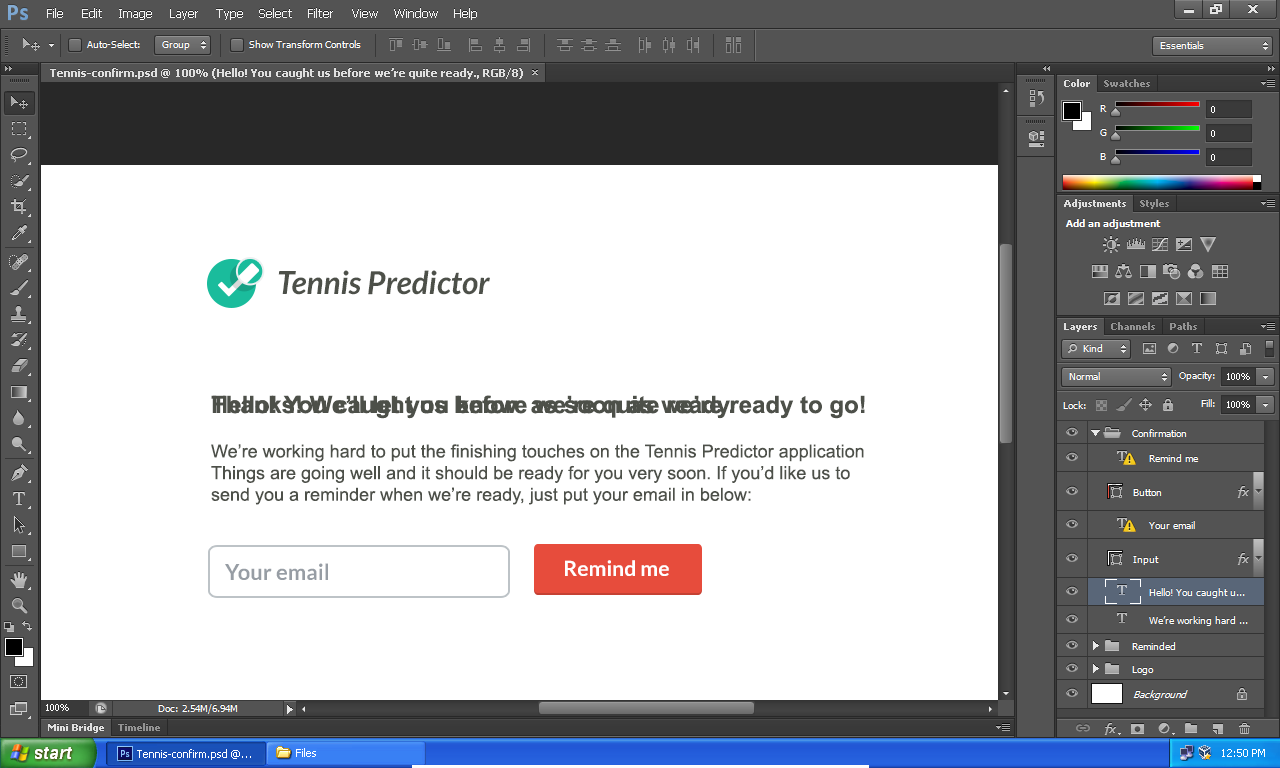 Ps File Edit Image Layer Type Select Filter View Window Help
Auto-Select: Group Show Transform Controls Essentials
Tennis-confirm.psd @ 100% (Hello! You caught us before we're quite ready., RGB/8) ×
Color Swatches
R 0
G 0
B 0
Adjustments Styles
Add an adjustment
Tennis Predictor
Layers Channels Paths
Kind
Normal Opacity: 100%
Lock: Fill: 100%
ready to go!
We're working hard to put the finishing touches on the Tennis Predictor application
Things are going well and it should be ready for you very soon. If you'd like us to
send you a reminder when we're ready, just put your email in below:
Your email Remind me
Confirmation
Remind me
Button fx
Your email
Input fx
Hello! You caught u...
We're working hard ...
Reminded
Logo
Background
100% Doc: 2.54M/6.94M
Mini Bridge Timeline
start Ps Tennis-confirm.psd @... Files 12:50 PM